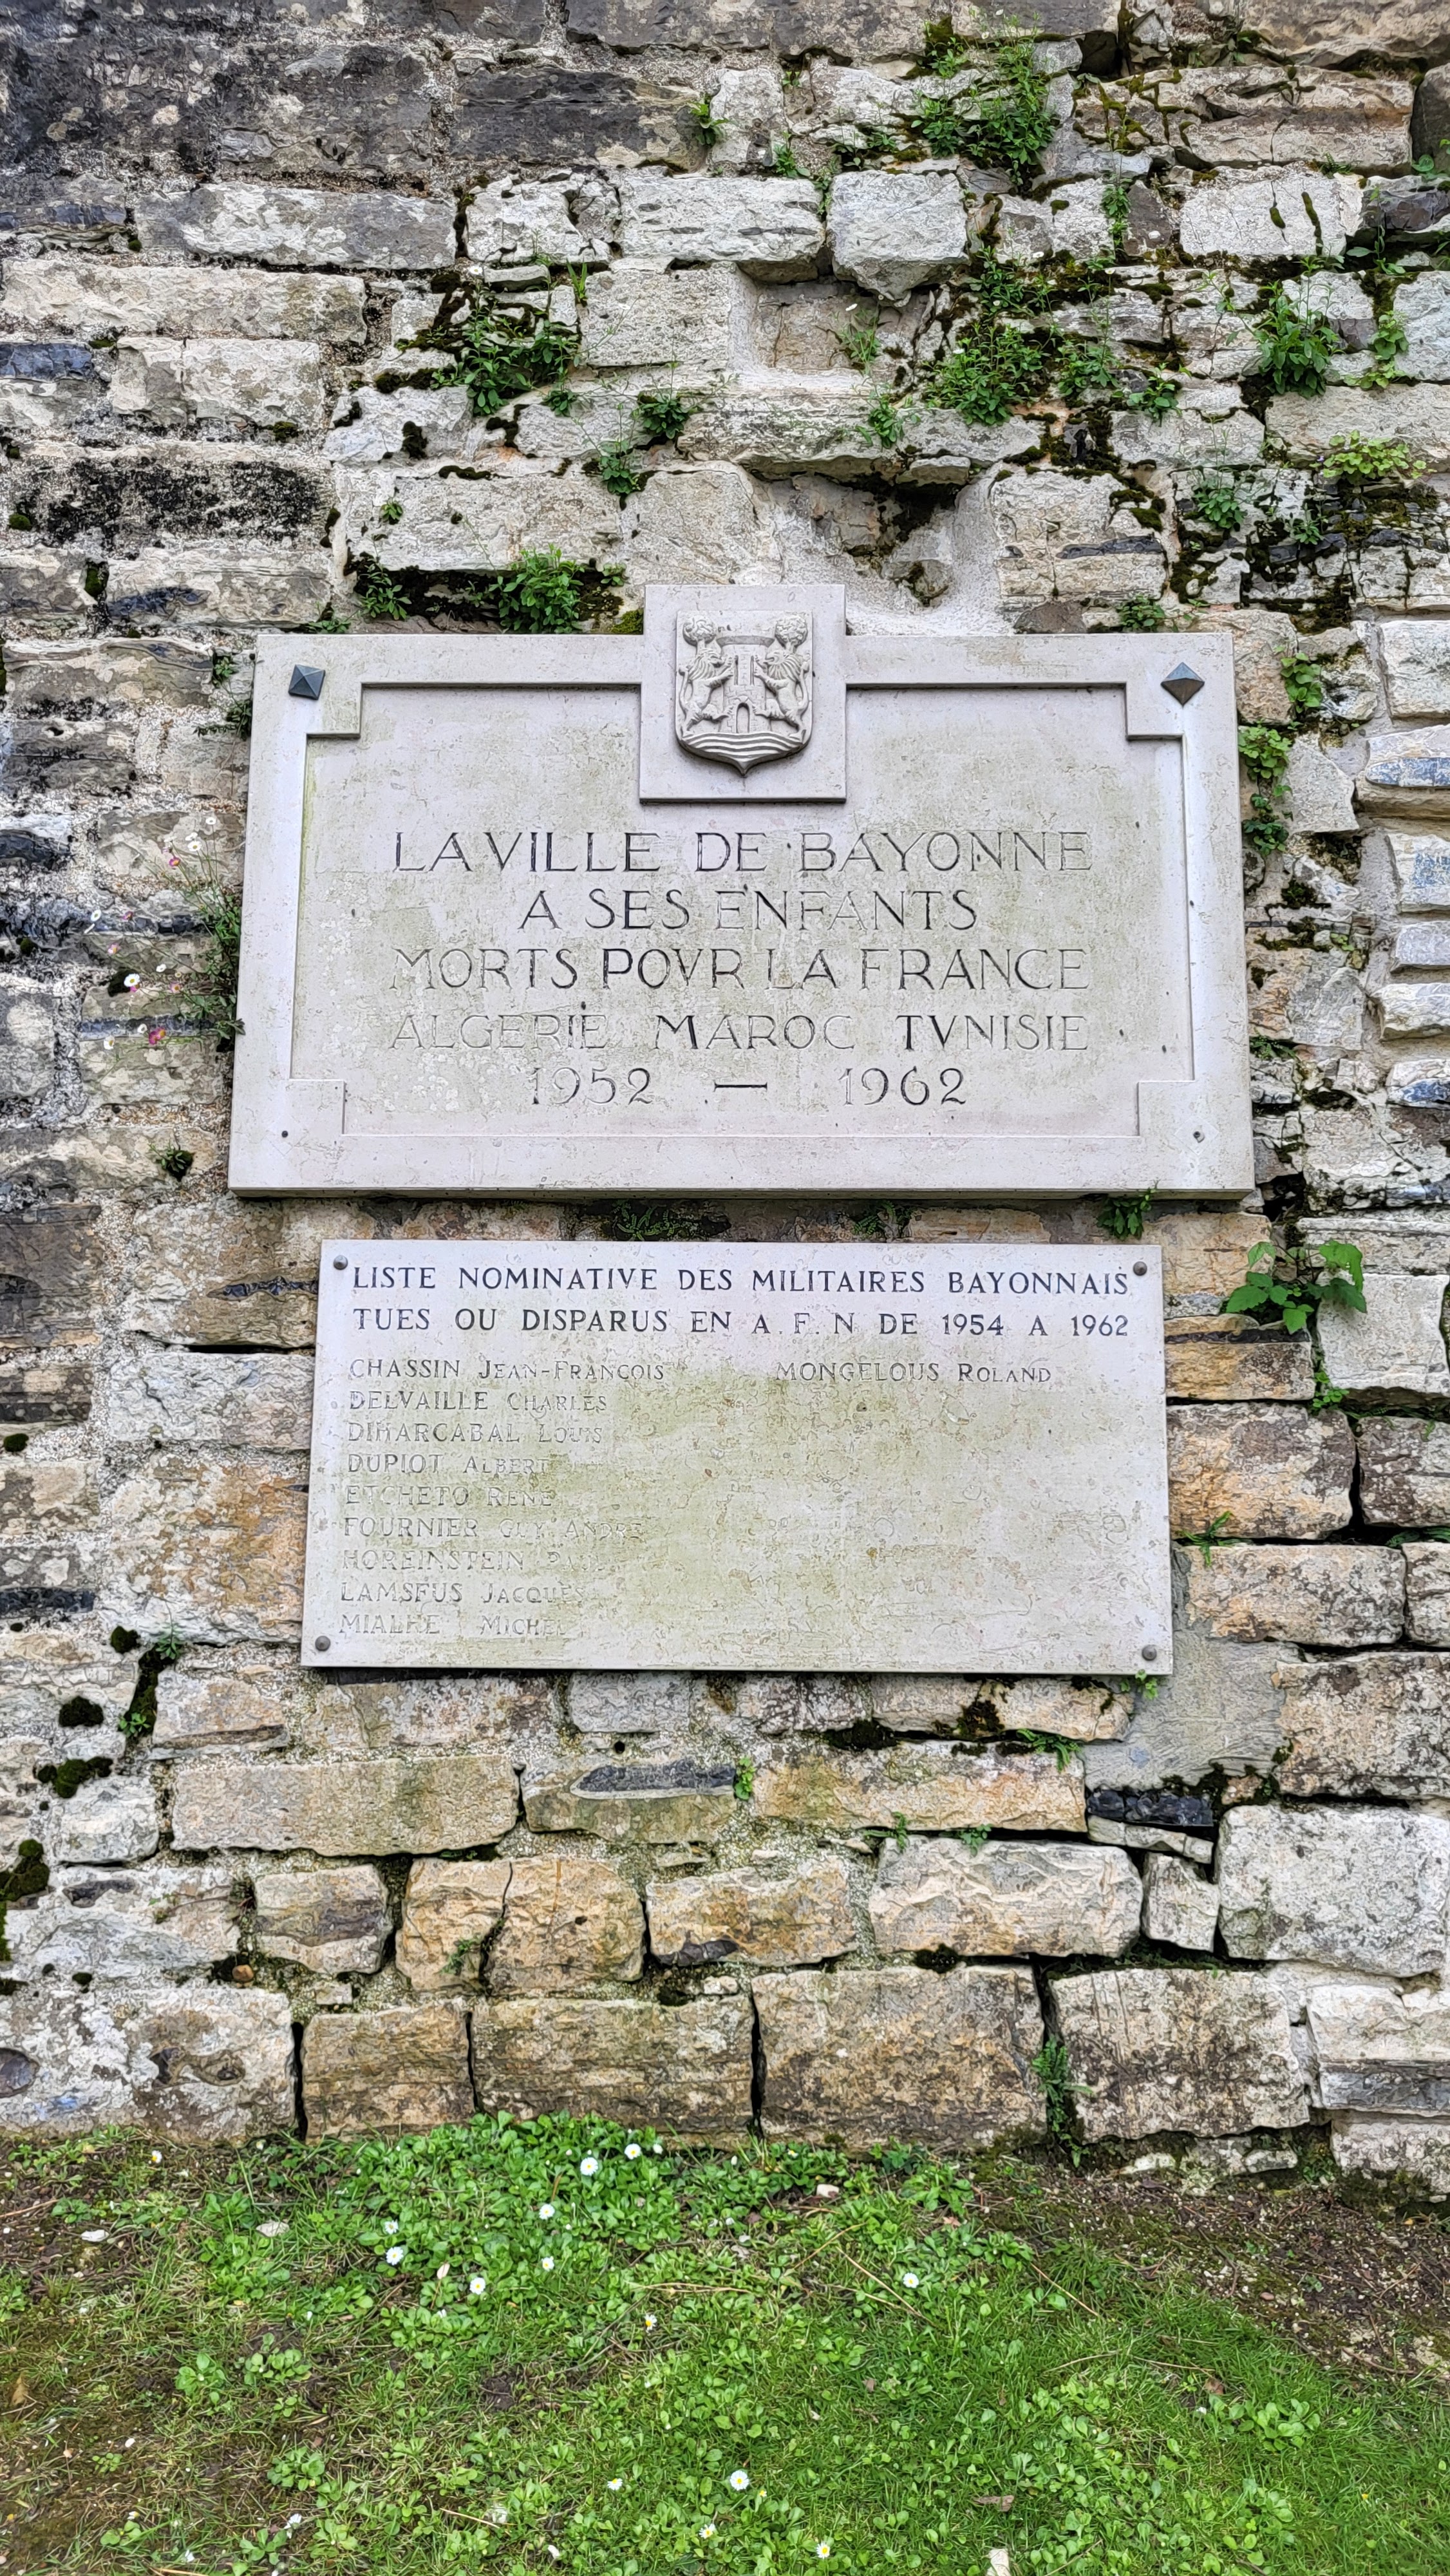 LA VILLE DE BAYONNE
A SES ENFANTS
MORTS POVR LA FRANCE
ALGERIE MAROC TVNISIE
1952 — 1962
LISTE NOMINATIVE DES MILITAIRES BAYONNAIS
TUES OU DISPARUS EN A.F.N DE 1954 A 1962
CHASSIN JEAN-FRANÇOIS
DELVAILLE CHARLES
DIHARCABAL LOUIS
DUPIOT ALBERT
ETCHETO RENE
FOURNIER GUY ANDRE
HOREINSTEIN
LAMSFUS JACQUES
MIALHE MICHEL
MONGELOUS ROLAND